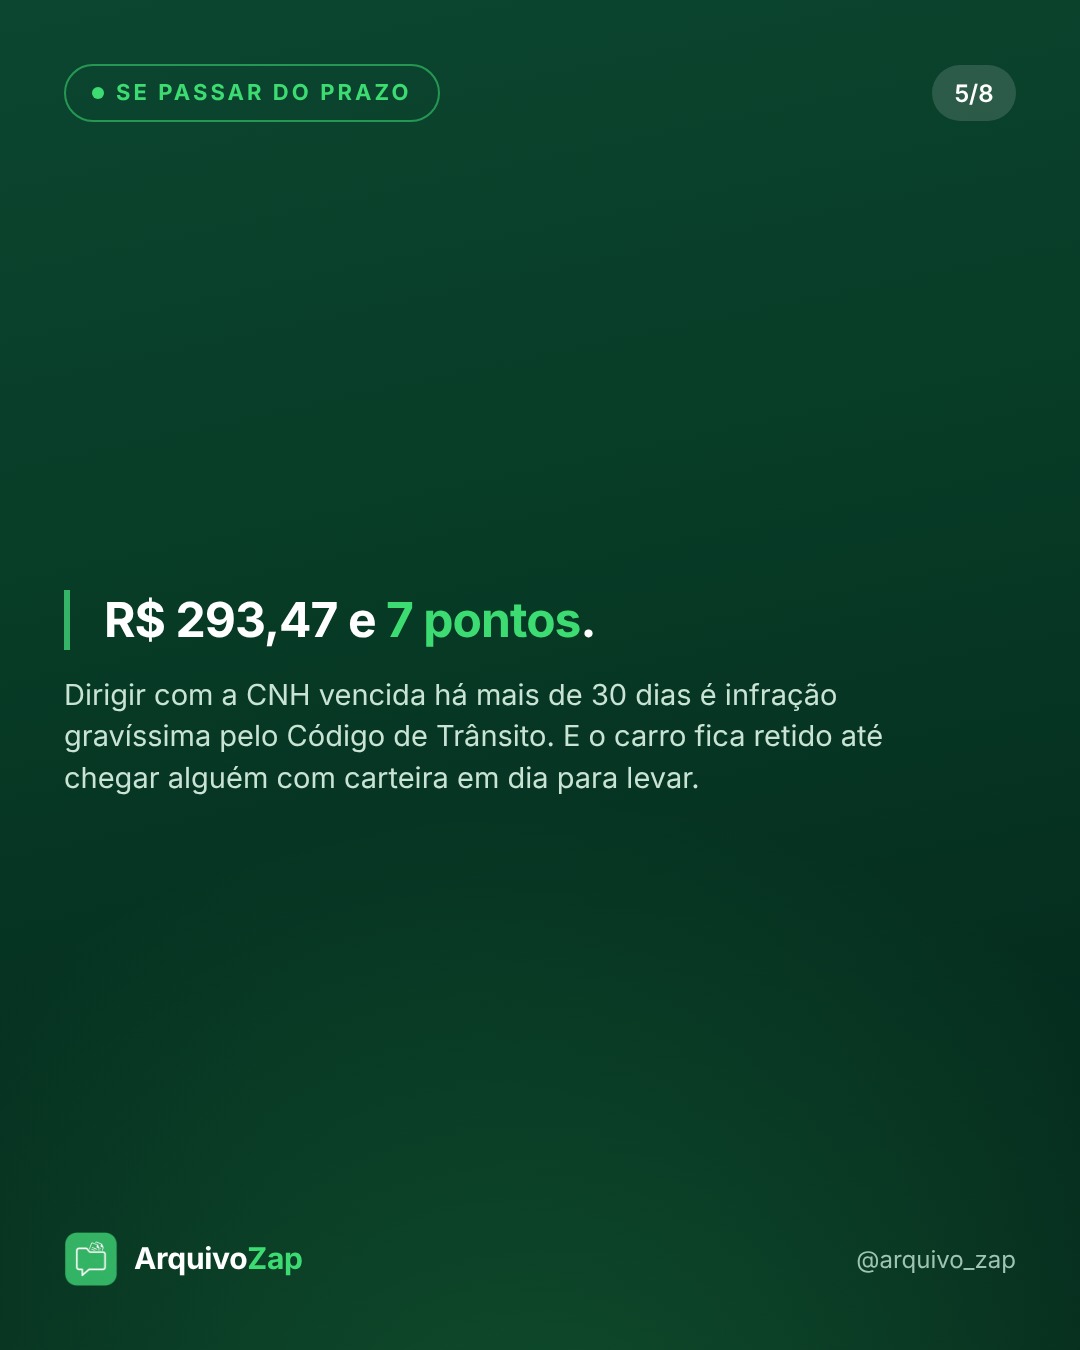 SE PASSAR DO PRAZO
5/8
R$ 293,47 e 7 pontos.
Dirigir com a CNH vencida há mais de 30 dias é infração
gravíssima pelo Código de Trânsito. E o carro fica retido até
chegar alguém com carteira em dia para levar.
ArquivoZap
@arquivo_zap